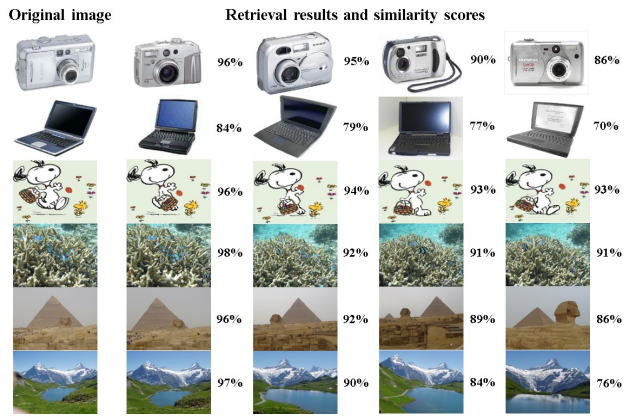 Original image Retrieval results and similarity scores
96% 95% 90% 86%
84% 79% 77% 70%
96% 94% 93% 93%
98% 92% 91% 91%
96% 92% 89% 86%
97% 90% 84% 76%